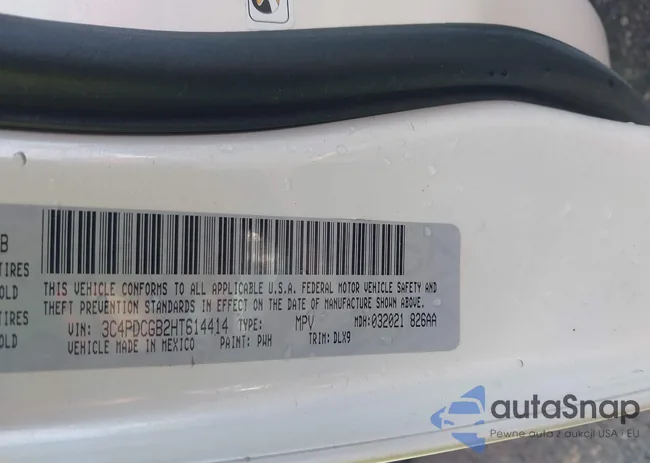 B
TIRES
OLD
TIRES
OLD
THIS VEHICLE CONFORMS TO ALL APPLICABLE U.S.A. FEDERAL MOTOR VEHICLE SAFETY AND
THEFT PREVENTION STANDARDS IN EFFECT ON THE DATE OF MANUFACTURE SHOWN ABOVE.
VIN: 3C4PDCGB2HT614414 TYPE: MPV MDH: 032021 826AA
VEHICLE MADE IN MEXICO PAINT: PWH TRIM: DLX9
autaSnap
Pewne auta z aukcji USA i EU